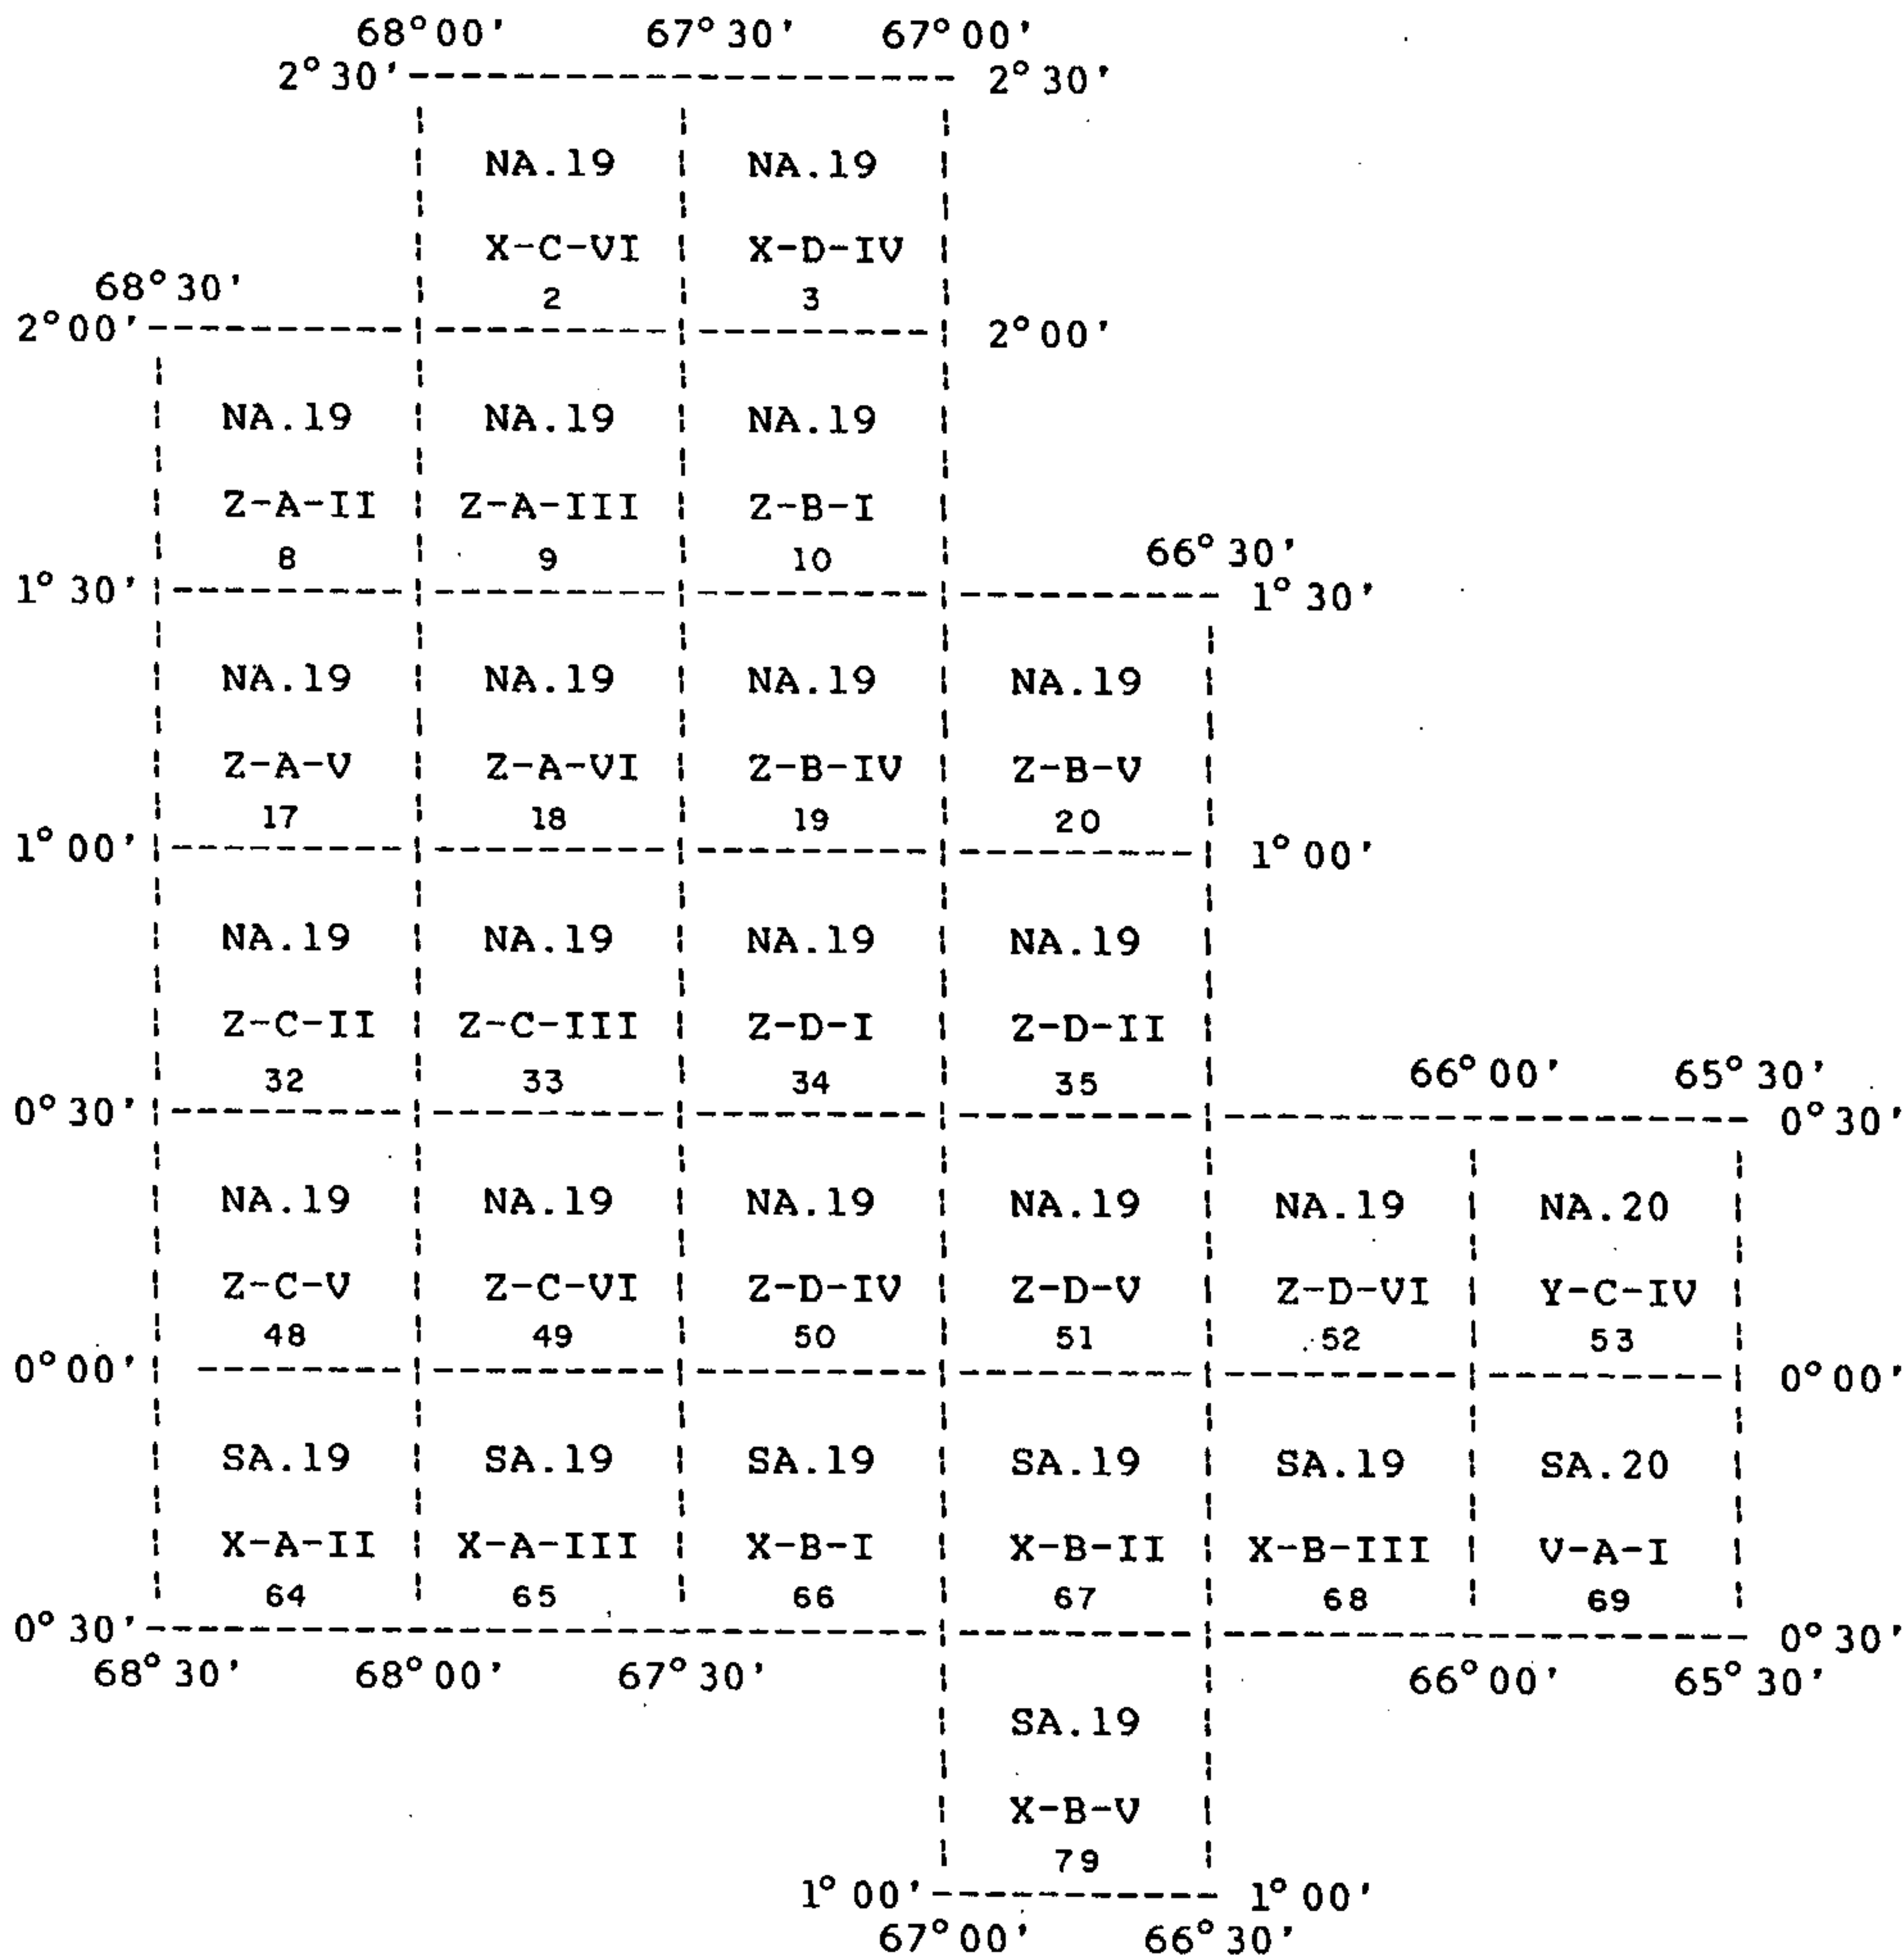 68°00' 67°30' 67°00'
2°30' 2°30'
NA.19 NA.19
X-C-VI X-D-IV
68°30' 2 3
2°00' 2°00'
NA.19 NA.19 NA.19
Z-A-II Z-A-III Z-B-I
8 9 10 66°30'
1°30' 1°30'
NA.19 NA.19 NA.19 NA.19
Z-A-V Z-A-VI Z-B-IV Z-B-V
17 18 19 20
1°00' 1°00'
NA.19 NA.19 NA.19 NA.19
Z-C-II Z-C-III Z-D-I Z-D-II
32 33 34 35 66°00' 65°30'
0°30' 0°30'
NA.19 NA.19 NA.19 NA.19 NA.19 NA.20
Z-C-V Z-C-VI Z-D-IV Z-D-V Z-D-VI Y-C-IV
48 49 50 51 52 53
0°00' 0°00'
SA.19 SA.19 SA.19 SA.19 SA.19 SA.20
X-A-II X-A-III X-B-I X-B-II X-B-III V-A-I
64 65 66 67 68 69
0°30' 0°30'
68°30' 68°00' 67°30' 66°00' 65°30'
SA.19
X-B-V
79
1°00' 1°00'
67°00' 66°30'